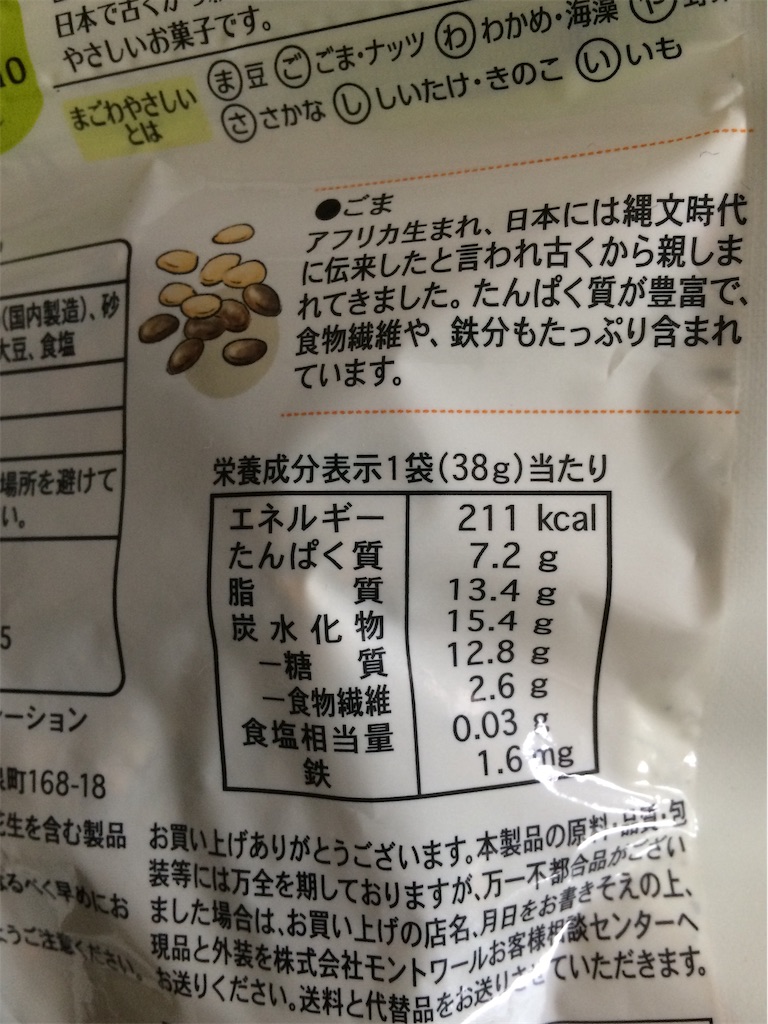 10
日本で古くか
やさしいお菓子です。
まごわやさしい
とは
ま豆 ごごま・ナッツ わわかめ・海藻 や
ささかな ししいたけ・きのこ いいも
●ごま
アフリカ生まれ、日本には縄文時代
に伝来したと言われ古くから親しま
れてきました。たんぱく質が豊富で、
食物繊維や、鉄分もたっぷり含まれ
ています。
(国内製造)、砂
大豆、食塩
場所を避けて
い。
5
ーション
町168-18
生を含む製品
るべく早めにお
うご注意ください。
栄養成分表示1袋(38g)当たり
エネルギー 211 kcal
たんぱく質 7.2 g
脂質 13.4 g
炭水化物 15.4 g
－糖質 12.8 g
－食物繊維 2.6 g
食塩相当量 0.03 g
鉄 1.6mg
お買い上げありがとうございます。本製品の原料・品質・包
装等には万全を期しておりますが、万一不都合品がござい
ました場合は、お買い上げの店名、月日をお書きそえの上、
現品と外装を株式会社モントワールお客様相談センターへ
お送りください。送料と代替品をお送りさせていただきます。